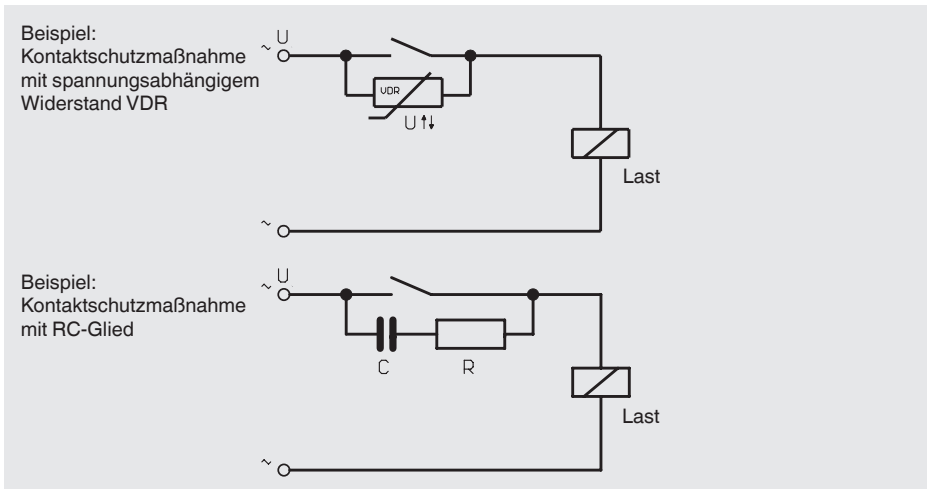 Beispiel:
Kontaktschutzmaßnahme
mit spannungsabhängigem
Widerstand VDR
~ U
VDR
U ↑↓
Last
~
Beispiel:
Kontaktschutzmaßnahme
mit RC-Glied
~ U
C R
Last
~